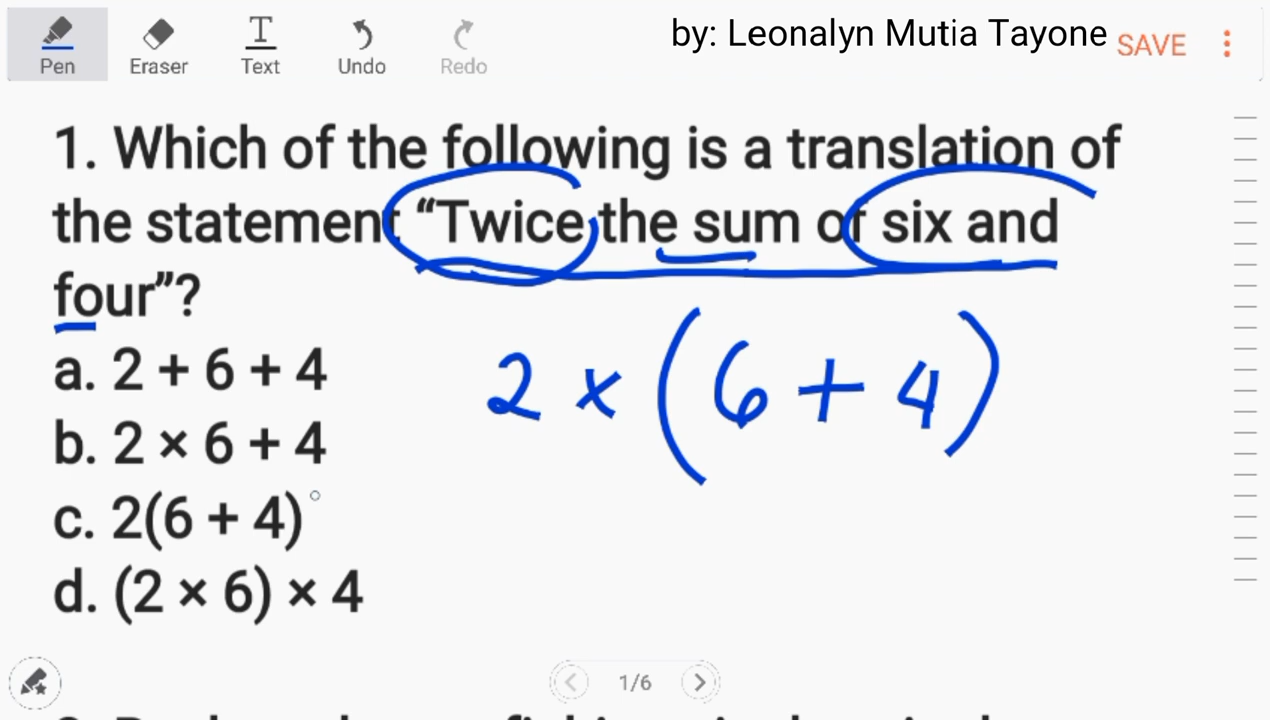 Pen Eraser Text Undo Redo by: Leonalyn Mutia Tayone SAVE
1. Which of the following is a translation of
the statement “Twice the sum of six and
four”?
a. 2 + 6 + 4
2 × (6 + 4)
b. 2 × 6 + 4
c. 2(6 + 4)
d. (2 × 6) × 4
1/6